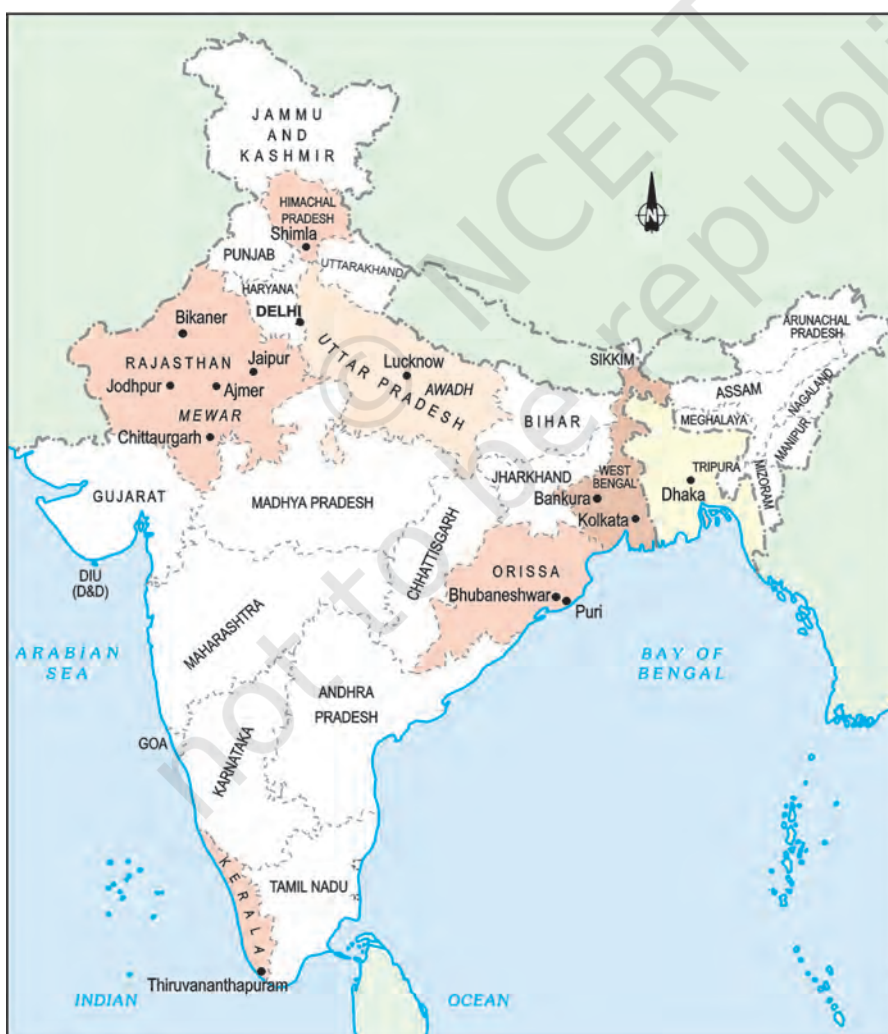 © NCERT
not to be republi
JAMMU
AND
KASHMIR
HIMACHAL
PRADESH
Shimla
PUNJAB
UTTARAKHAND
HARYANA
DELHI
Bikaner
RAJASTHAN
Jaipur
Jodhpur
Ajmer
MEWAR
Chittaurgarh
UTTAR PRADESH
Lucknow
AWADH
SIKKIM
ARUNACHAL
PRADESH
ASSAM
NAGALAND
MEGHALAYA
MANIPUR
BIHAR
TRIPURA
MIZORAM
Dhaka
JHARKHAND
WEST
BENGAL
Bankura
Kolkata
GUJARAT
MADHYA PRADESH
CHHATTISGARH
DIU
(D&D)
ORISSA
Bhubaneshwar
Puri
MAHARASHTRA
ARABIAN
SEA
BAY OF
BENGAL
ANDHRA
PRADESH
GOA
KARNATAKA
KERALA
TAMIL NADU
Thiruvananthapuram
INDIAN
OCEAN
N